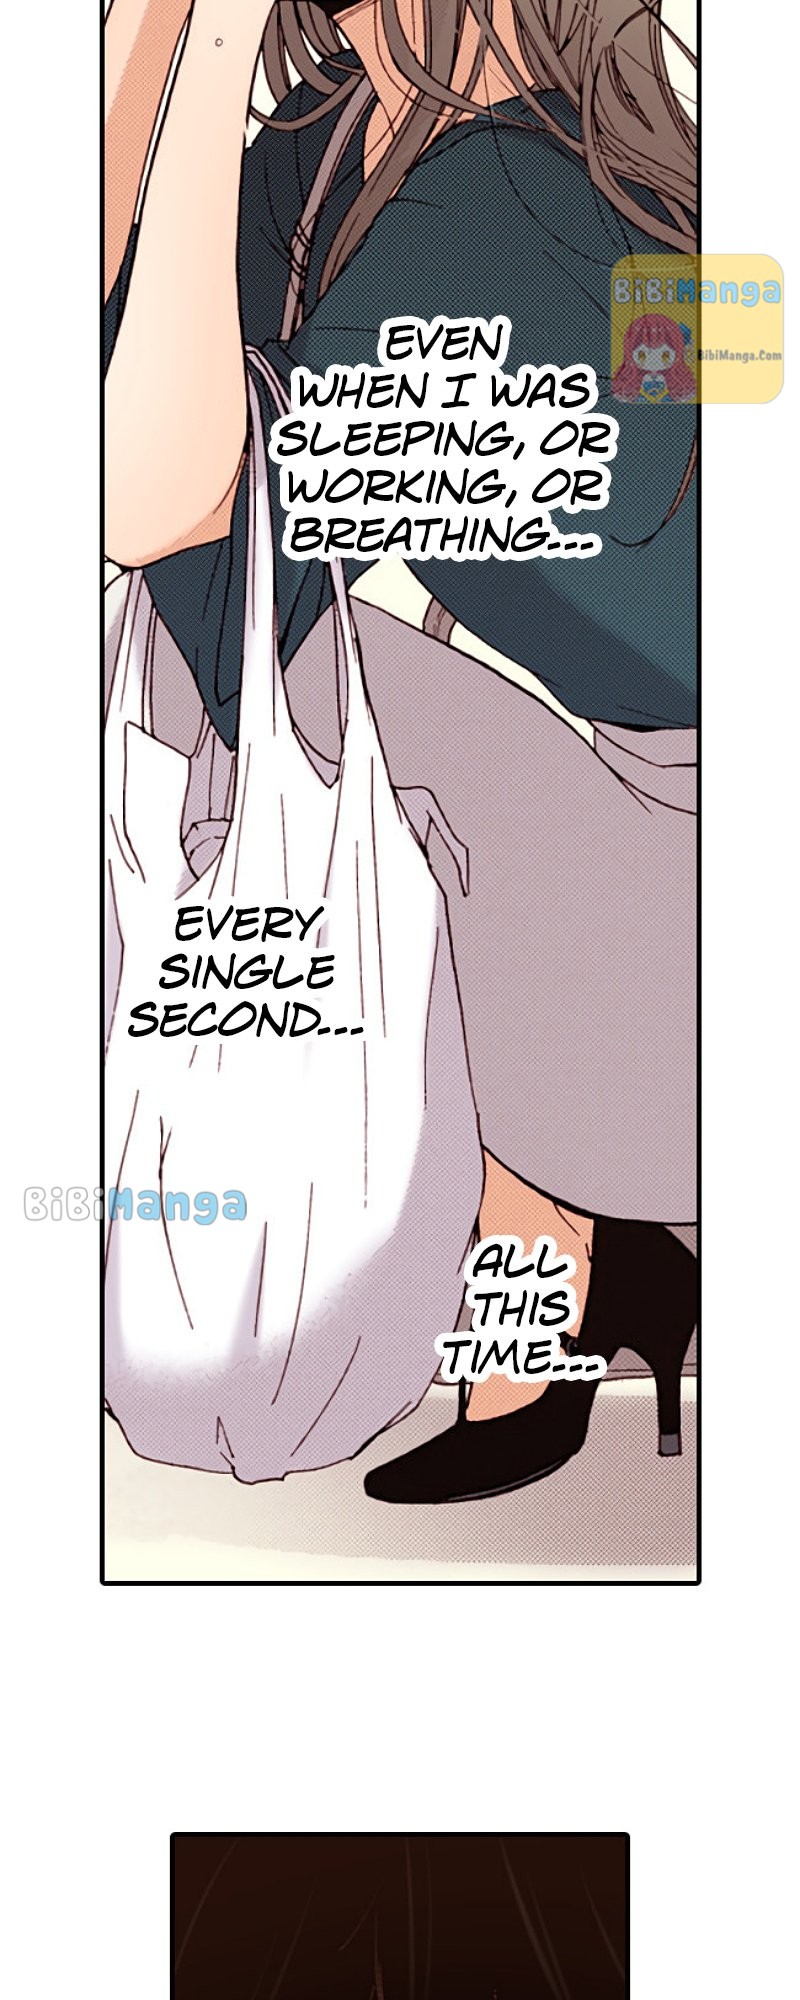 BiBiManga
BibiManga.Com
EVEN
WHEN I WAS
SLEEPING, OR
WORKING, OR
BREATHING...
EVERY
SINGLE
SECOND...
BiBiManga
ALL
THIS
TIME...